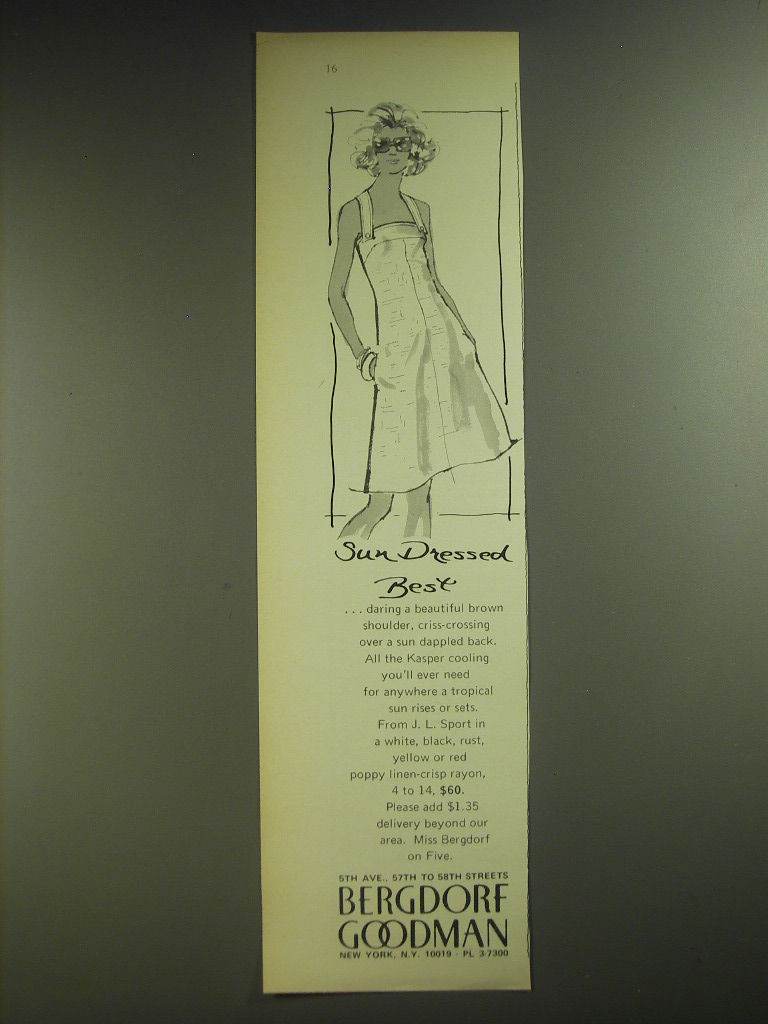 16
Sun Dressed
Best
... daring a beautiful brown
shoulder, criss-crossing
over a sun dappled back.
All the Kasper cooling
you'll ever need
for anywhere a tropical
sun rises or sets.
From J. L. Sport in
a white, black, rust,
yellow or red
poppy linen-crisp rayon,
4 to 14, $60.
Please add $1.35
delivery beyond our
area. Miss Bergdorf
on Five.
5TH AVE., 57TH TO 58TH STREETS
BERGDORF
GOODMAN
NEW YORK, N.Y. 10019 · PL 3-7300